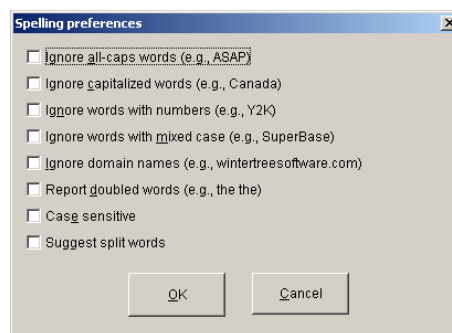 Spelling preferences
Ignore all-caps words (e.g., ASAP)
Ignore capitalized words (e.g., Canada)
Ignore words with numbers (e.g., Y2K)
Ignore words with mixed case (e.g., SuperBase)
Ignore domain names (e.g., wintertreesoftware.com)
Report doubled words (e.g., the the)
Case sensitive
Suggest split words
OK Cancel